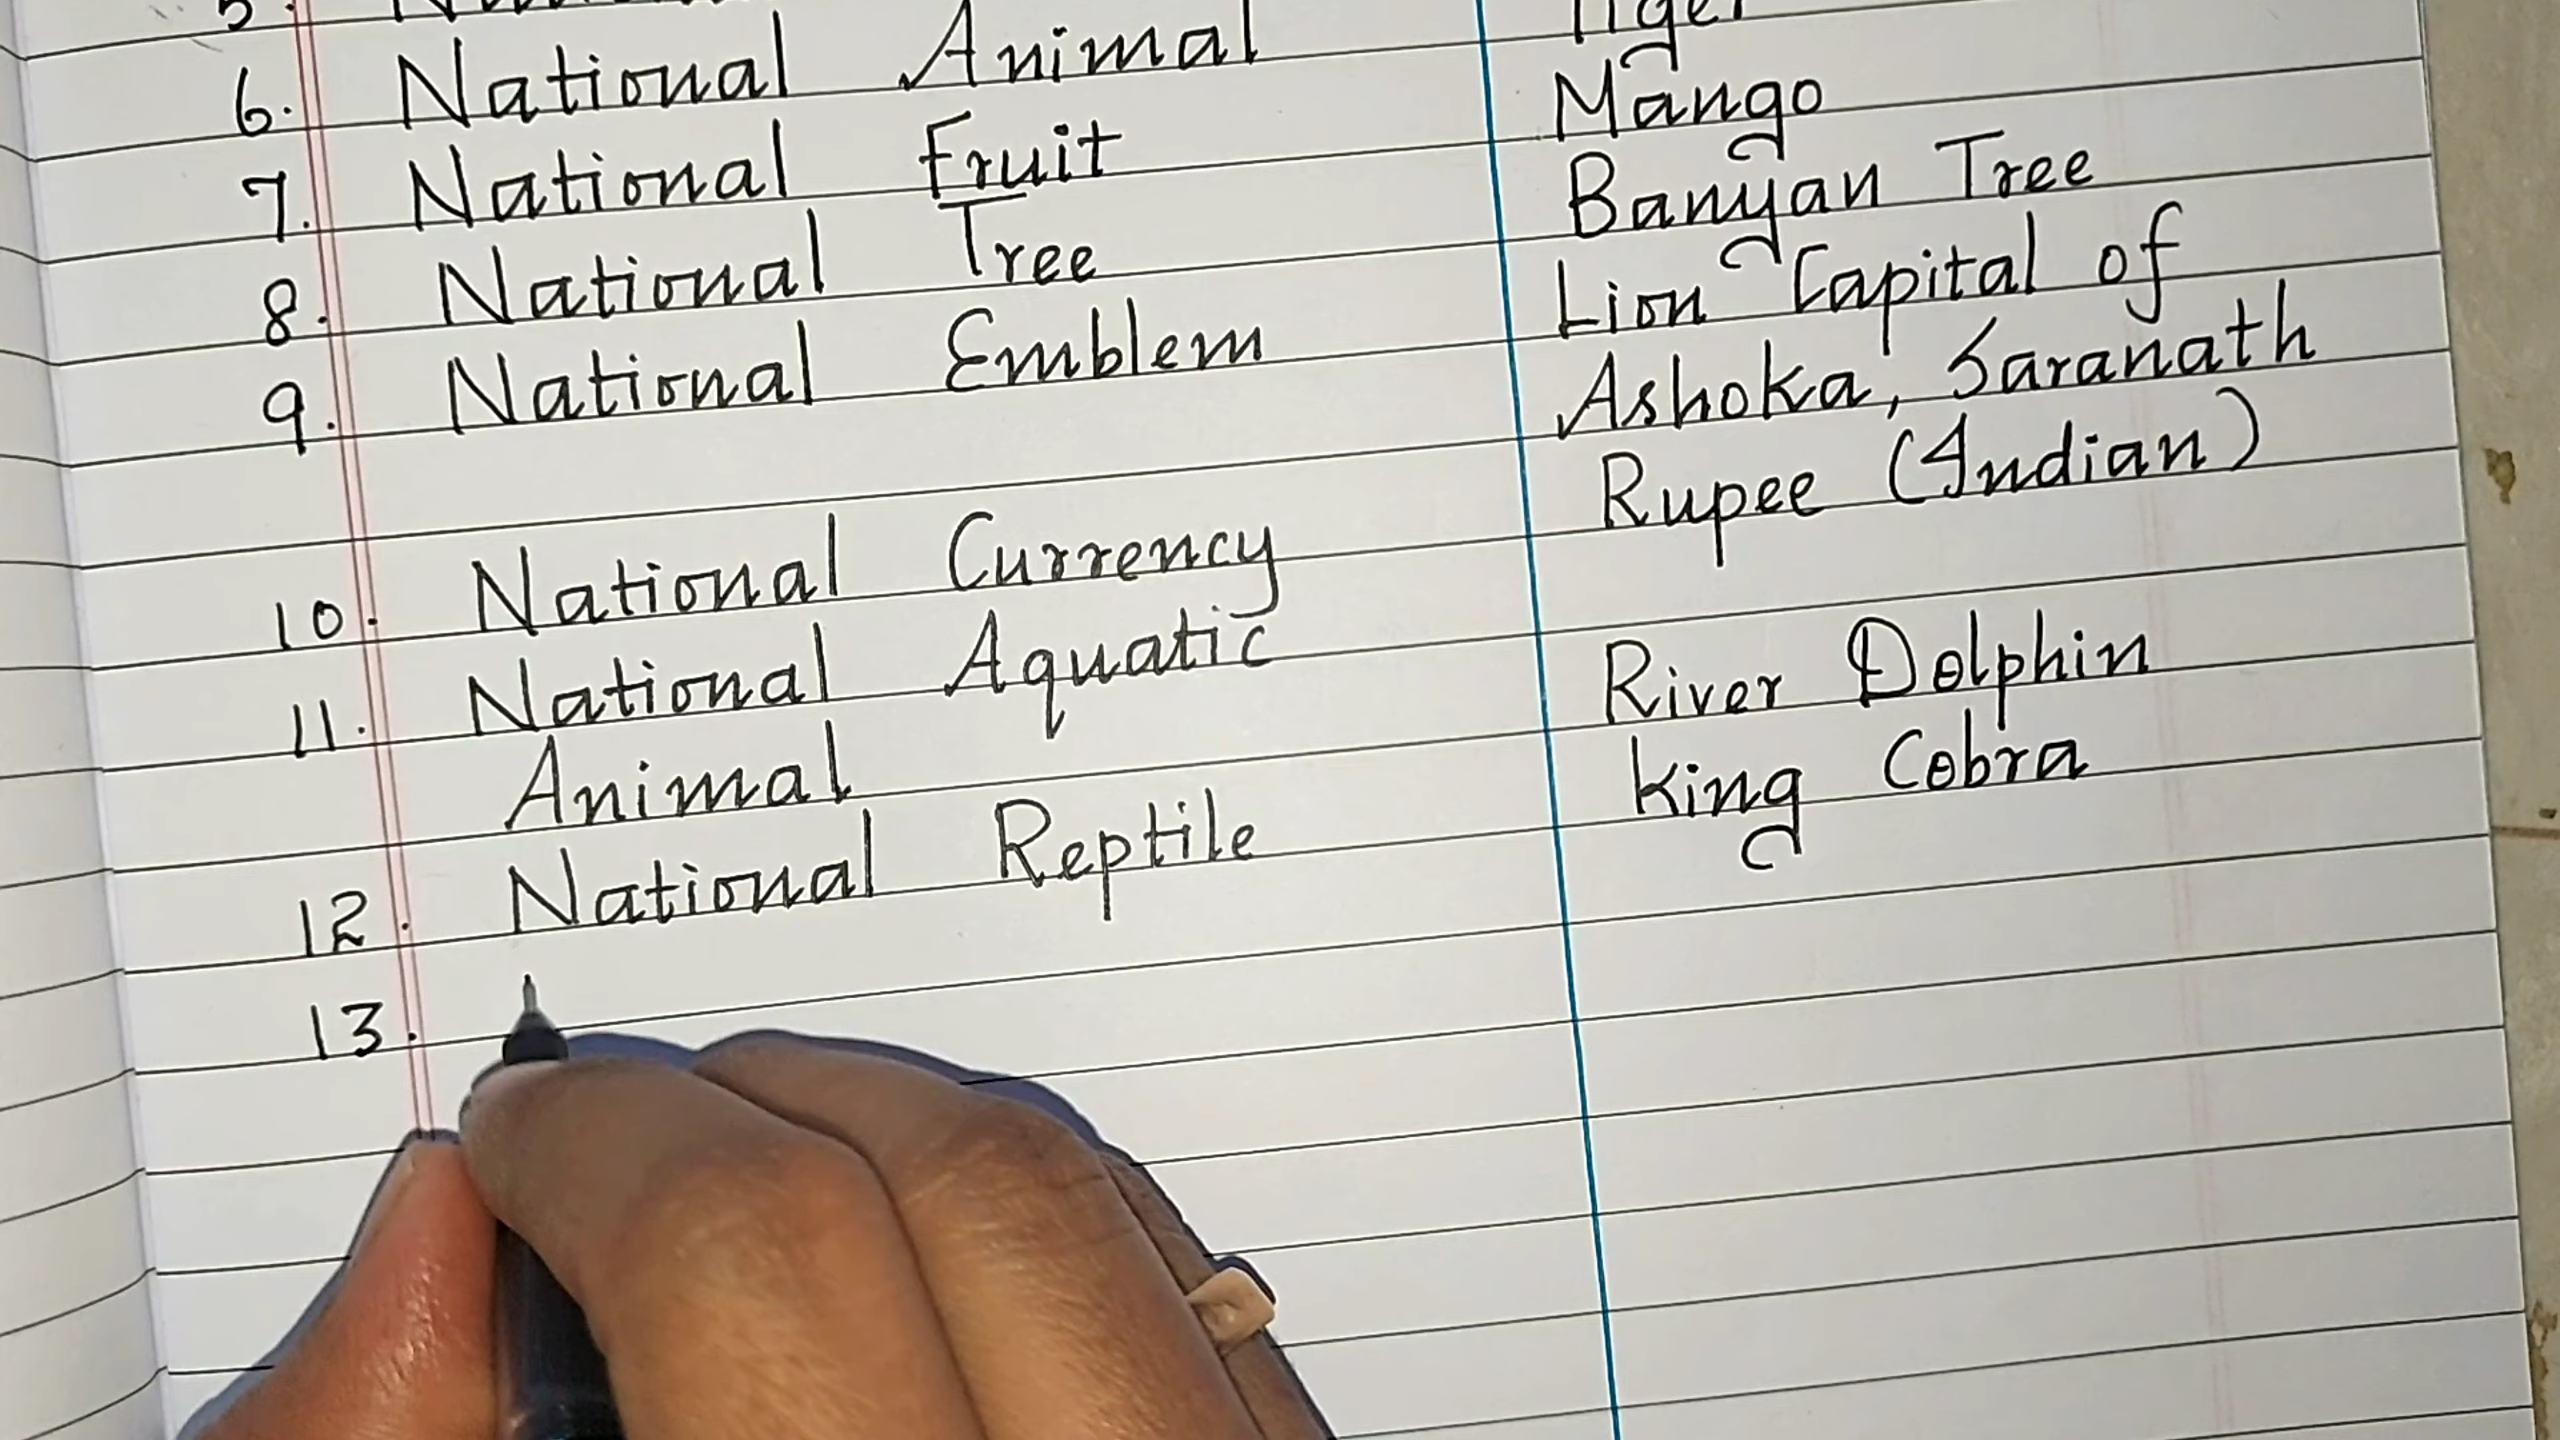 5.
6. National Animal Tiger
7. National Fruit Mango
8. National Tree Banyan Tree
9. National Emblem Lion Capital of
Ashoka, Saranath
10. National Currency Rupee (Indian)
11. National Aquatic
Animal River Dolphin
12. National Reptile King Cobra
13.